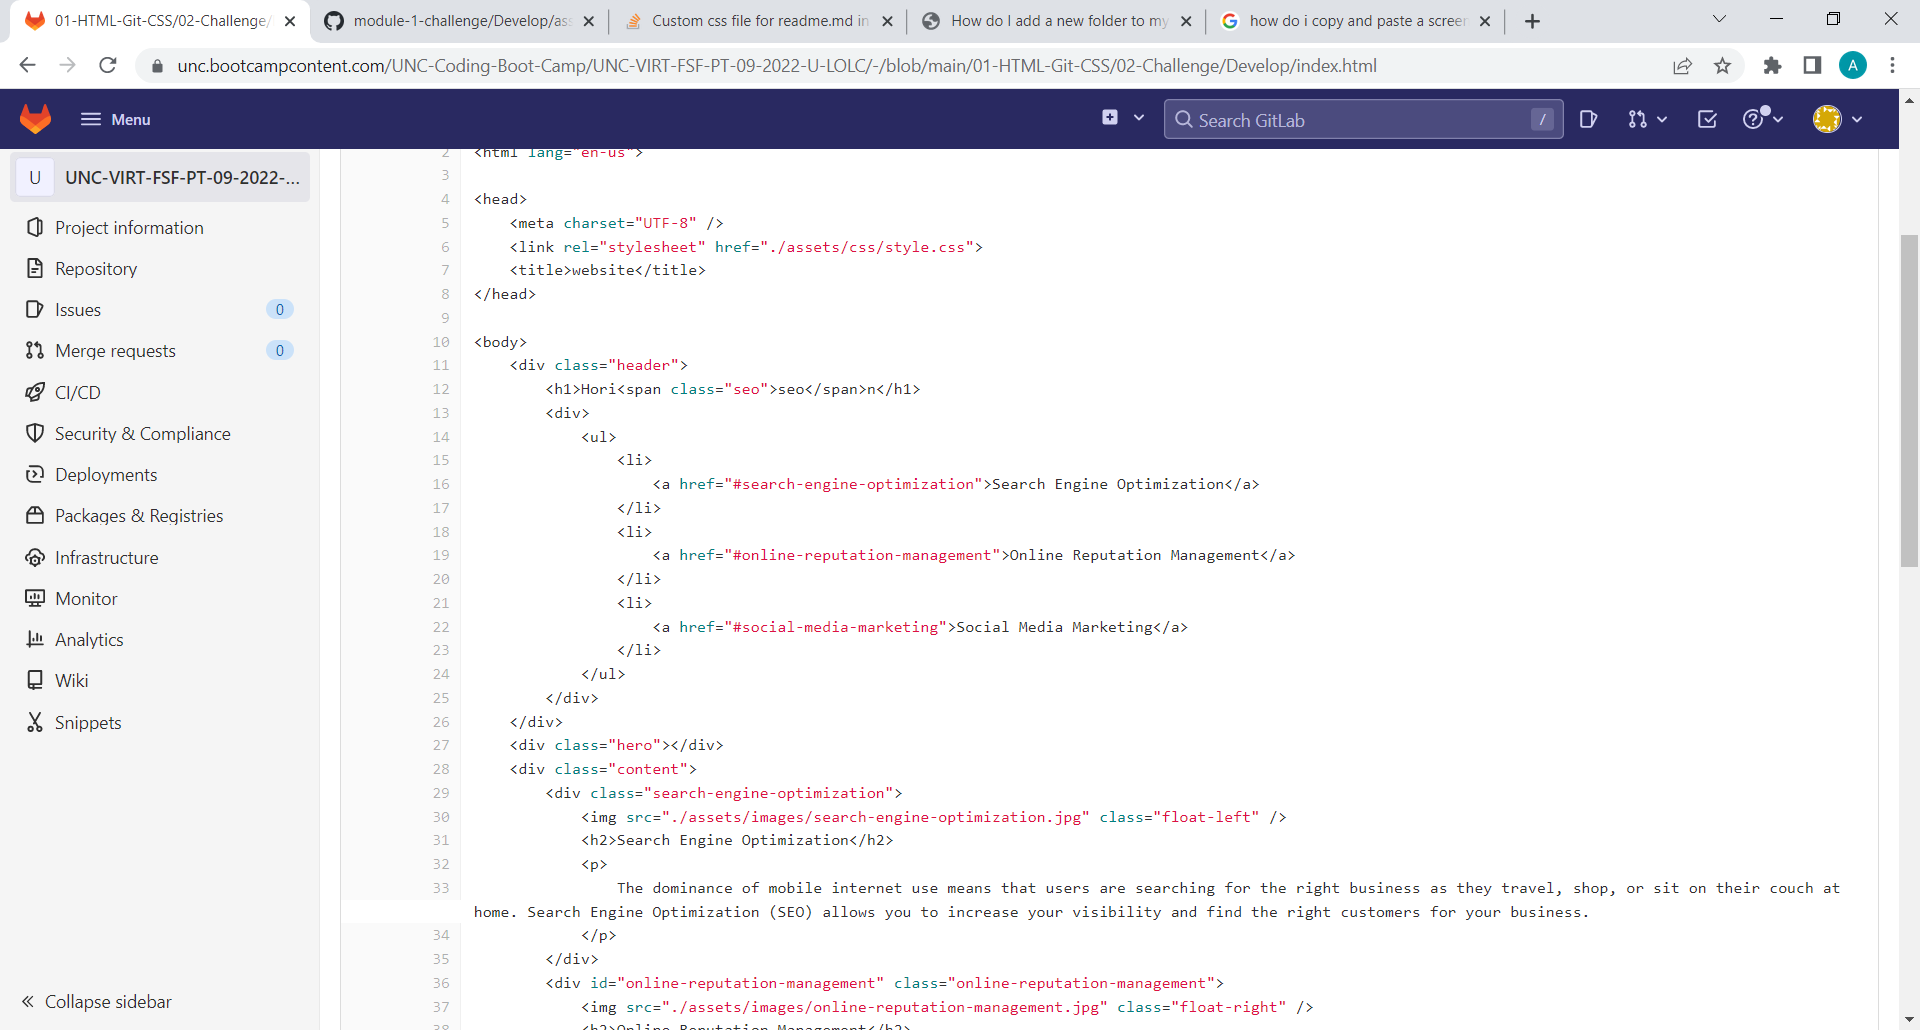 01-HTML-Git-CSS/02-Challenge/
module-1-challenge/Develop/ass
Custom css file for readme.md in
How do I add a new folder to my
how do i copy and paste a screen
unc.bootcampcontent.com/UNC-Coding-Boot-Camp/UNC-VIRT-FSF-PT-09-2022-U-LOLC/-/blob/main/01-HTML-Git-CSS/02-Challenge/Develop/index.html
A
Menu
Search GitLab
/
U UNC-VIRT-FSF-PT-09-2022-...
Project information
Repository
Issues 0
Merge requests 0
CI/CD
Security & Compliance
Deployments
Packages & Registries
Infrastructure
Monitor
Analytics
Wiki
Snippets
Collapse sidebar
2 <html lang="en-us">
3
4 <head>
5     <meta charset="UTF-8" />
6     <link rel="stylesheet" href="./assets/css/style.css">
7     <title>website</title>
8 </head>
9
10 <body>
11     <div class="header">
12         <h1>Hori<span class="seo">seo</span>n</h1>
13         <div>
14             <ul>
15                 <li>
16                     <a href="#search-engine-optimization">Search Engine Optimization</a>
17                 </li>
18                 <li>
19                     <a href="#online-reputation-management">Online Reputation Management</a>
20                 </li>
21                 <li>
22                     <a href="#social-media-marketing">Social Media Marketing</a>
23                 </li>
24             </ul>
25         </div>
26     </div>
27     <div class="hero"></div>
28     <div class="content">
29         <div class="search-engine-optimization">
30             <img src="./assets/images/search-engine-optimization.jpg" class="float-left" />
31             <h2>Search Engine Optimization</h2>
32             <p>
33                 The dominance of mobile internet use means that users are searching for the right business as they travel, shop, or sit on their couch at
home. Search Engine Optimization (SEO) allows you to increase your visibility and find the right customers for your business.
34             </p>
35         </div>
36         <div id="online-reputation-management" class="online-reputation-management">
37             <img src="./assets/images/online-reputation-management.jpg" class="float-right" />
38             <h2>Online Reputation Management</h2>